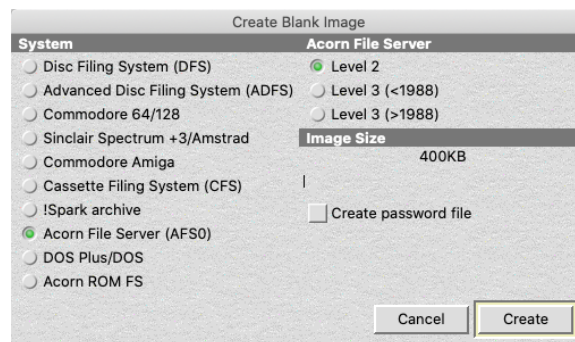 Create Blank Image
System
Disc Filing System (DFS)
Advanced Disc Filing System (ADFS)
Commodore 64/128
Sinclair Spectrum +3/Amstrad
Commodore Amiga
Cassette Filing System (CFS)
!Spark archive
Acorn File Server (AFS0)
DOS Plus/DOS
Acorn ROM FS
Acorn File Server
Level 2
Level 3 (<1988)
Level 3 (>1988)
Image Size
400KB
Create password file
Cancel
Create